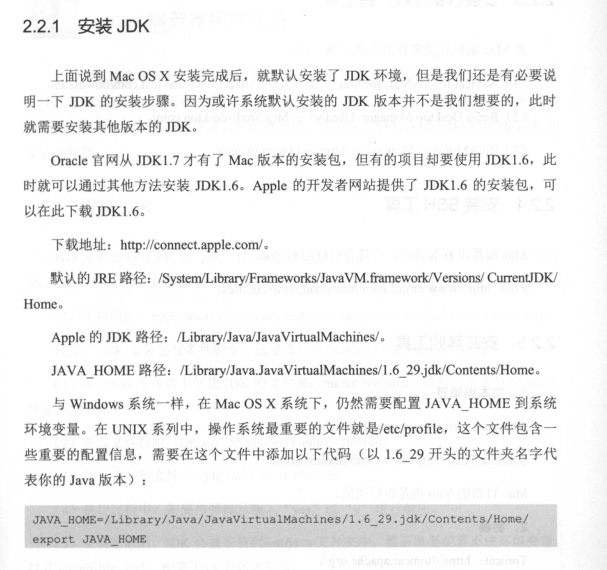 2.2.1 安装 JDK
上面说到 Mac OS X 安装完成后，就默认安装了 JDK 环境，但是我们还是有必要说
明一下 JDK 的安装步骤。因为或许系统默认安装的 JDK 版本并不是我们想要的，此时
就需要安装其他版本的 JDK。
Oracle 官网从 JDK1.7 才有了 Mac 版本的安装包，但有的项目却要使用 JDK1.6，此
时就可以通过其他方法安装 JDK1.6。Apple 的开发者网站提供了 JDK1.6 的安装包，可
以在此下载 JDK1.6。
下载地址：http://connect.apple.com/。
默认的 JRE 路径：/System/Library/Frameworks/JavaVM.framework/Versions/ CurrentJDK/
Home。
Apple 的 JDK 路径：/Library/Java/JavaVirtualMachines/。
JAVA_HOME 路径：/Library/Java.JavaVirtualMachines/1.6_29.jdk/Contents/Home。
与 Windows 系统一样，在 Mac OS X 系统下，仍然需要配置 JAVA_HOME 到系统
环境变量。在 UNIX 系列中，操作系统最重要的文件就是/etc/profile，这个文件包含一
些重要的配置信息，需要在这个文件中添加以下代码（以 1.6_29 开头的文件夹名字代
表你的 Java 版本）：
JAVA_HOME=/Library/Java/JavaVirtualMachines/1.6_29.jdk/Contents/Home/
export JAVA_HOME